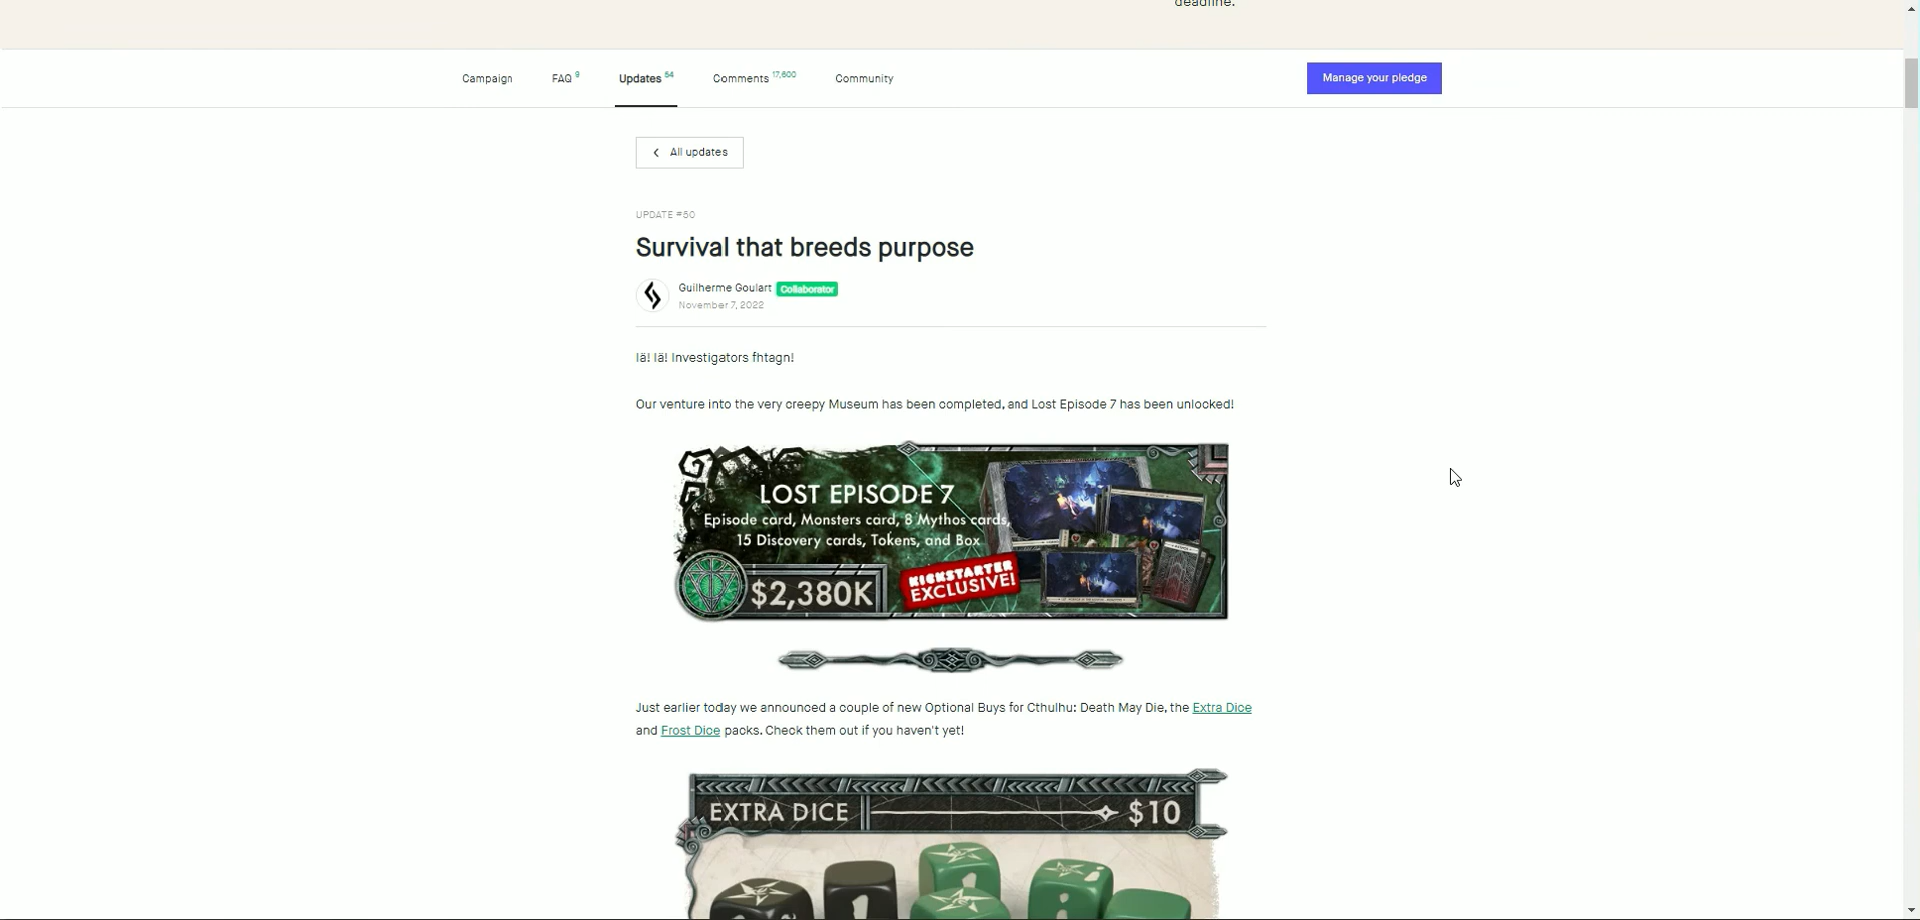 deadline.
Campaign FAQ 9 Updates 54 Comments 17,600 Community Manage your pledge
All updates
UPDATE #50
Survival that breeds purpose
Guilherme Goulart Collaborator
November 7, 2022
Iä! Iä! Investigators fhtagn!
Our venture into the very creepy Museum has been completed, and Lost Episode 7 has been unlocked!
LOST EPISODE 7
Episode card, Monsters card, 8 Mythos cards,
15 Discovery cards, Tokens, and Box
$2,380K
KICKSTARTER
EXCLUSIVE!
Just earlier today we announced a couple of new Optional Buys for Cthulhu: Death May Die, the Extra Dice
and Frost Dice packs. Check them out if you haven't yet!
EXTRA DICE $10